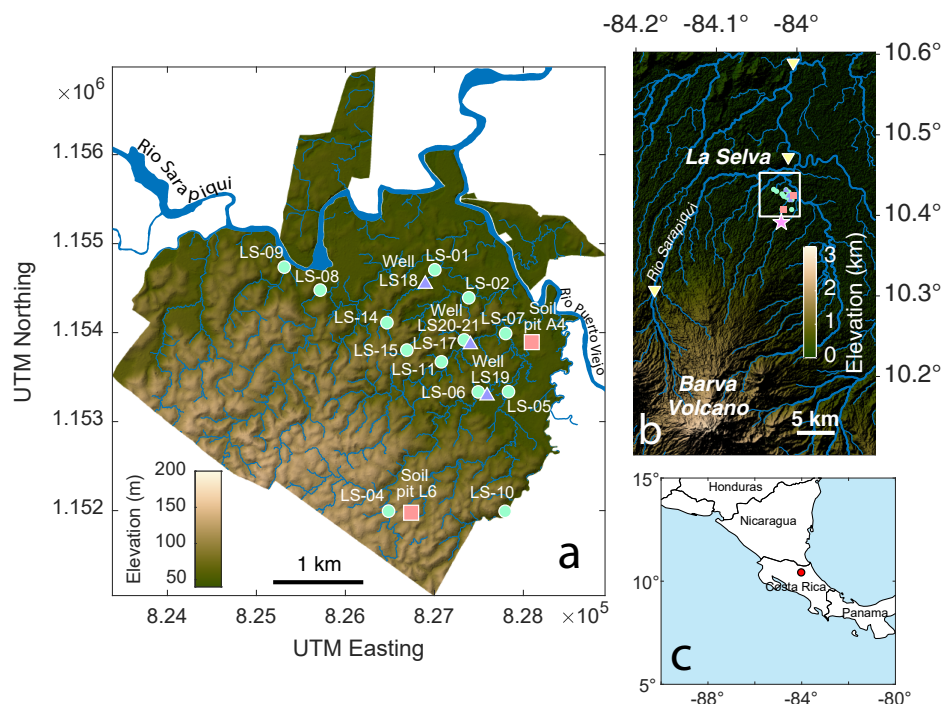 ×10⁶
1.156
1.155
1.154
1.153
1.152
UTM Northing
8.24
8.25
8.26
8.27
8.28
×10⁵
UTM Easting
Rio Sarapiqui
LS-09
LS-08
Well
LS18
LS-01
LS-02
Well
LS20-21
LS-17
LS-07
Soil
pit A4
Rio Puerto Viejo
LS-14
LS-15
LS-11
Well
LS19
LS-06
LS-05
LS-04
Soil
pit L6
LS-10
Elevation (m)
200
150
100
50
1 km
a
-84.2°
-84.1°
-84°
10.6°
10.5°
10.4°
10.3°
10.2°
La Selva
Rio Sarapiqui
Elevation (km)
3
2
1
0
Barva
Volcano
5 km
b
15°
10°
5°
-88°
-84°
-80°
Honduras
Nicaragua
Costa Rica
Panama
c